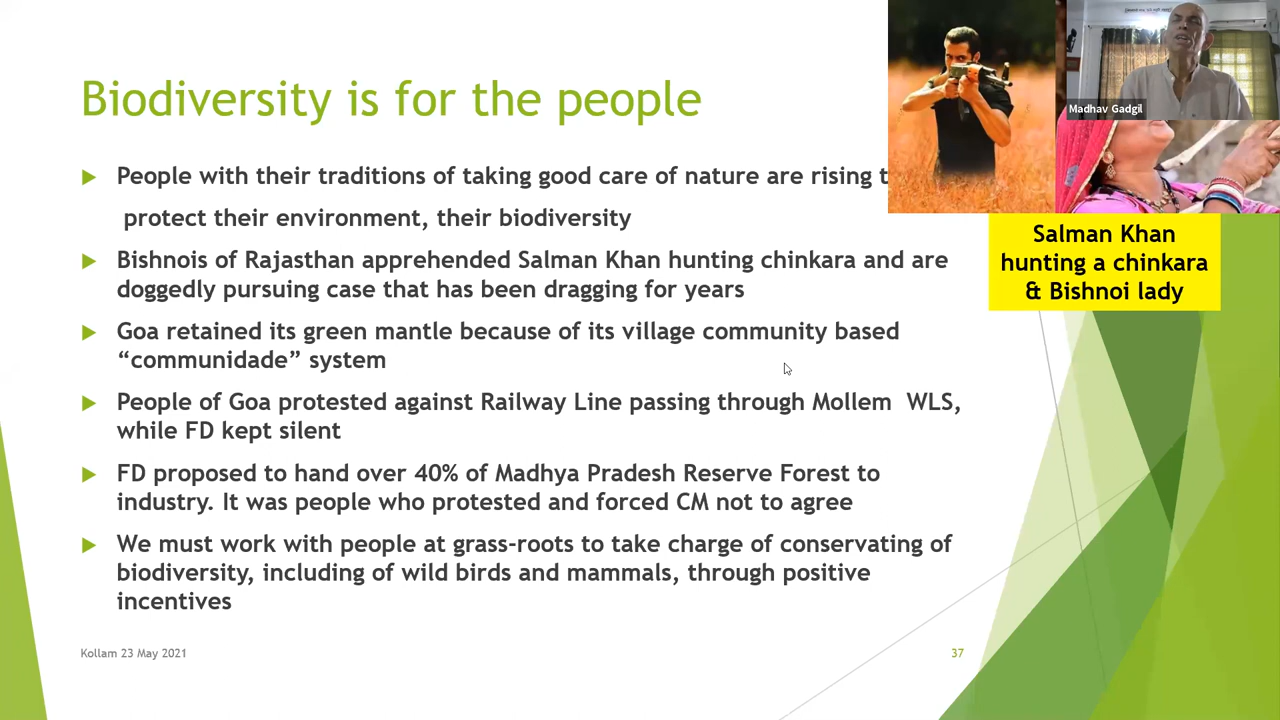 Biodiversity is for the people
People with their traditions of taking good care of nature are rising t
protect their environment, their biodiversity
Bishnois of Rajasthan apprehended Salman Khan hunting chinkara and are
doggedly pursuing case that has been dragging for years
Goa retained its green mantle because of its village community based
“communidade” system
People of Goa protested against Railway Line passing through Mollem WLS,
while FD kept silent
FD proposed to hand over 40% of Madhya Pradesh Reserve Forest to
industry. It was people who protested and forced CM not to agree
We must work with people at grass-roots to take charge of conservating of
biodiversity, including of wild birds and mammals, through positive
incentives
Madhav Gadgil
Salman Khan
hunting a chinkara
& Bishnoi lady
Kollam 23 May 2021
37